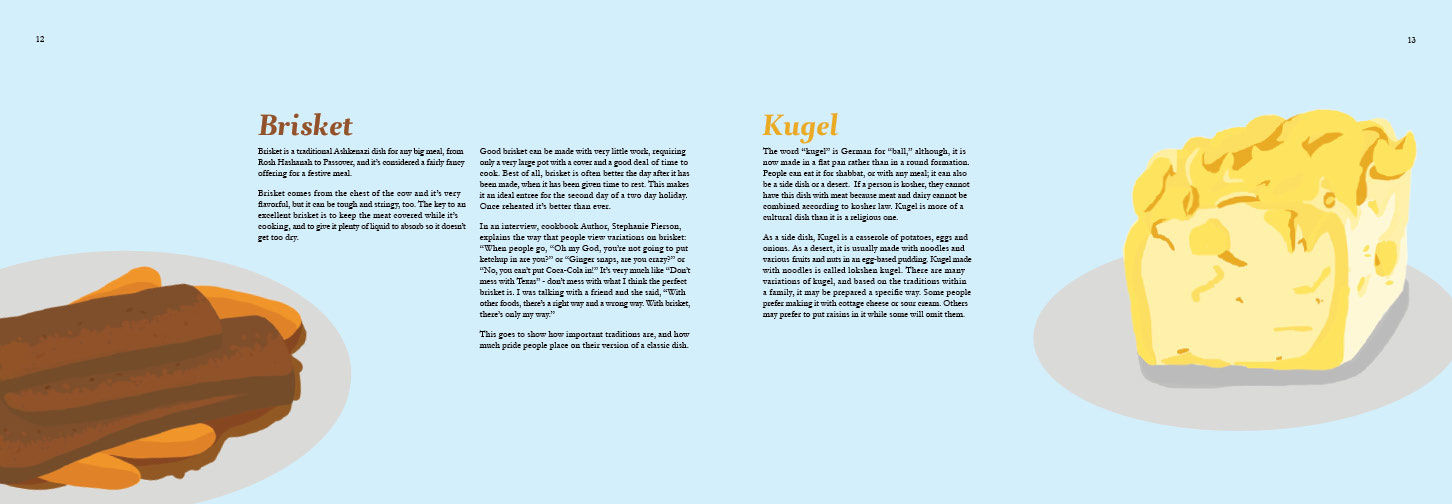 12
Brisket
Brisket is a traditional Ashkenazi dish for any big meal, from
Rosh Hashanah to Passover, and it's considered a fairly fancy
offering for a festive meal.
Brisket comes from the chest of the cow and it's very
flavorful, but it can be tough and stringy, too. The key to an
excellent brisket is to keep the meat covered while it's
cooking, and to give it plenty of liquid to absorb so it doesn't
get too dry.
Good brisket can be made with very little work, requiring
only a very large pot with a cover and a good deal of time to
cook. Best of all, brisket is often better the day after it has
been made, when it has been given time to rest. This makes
it an ideal entree for the second day of a two day holiday.
Once reheated it's better than ever.
In an interview, cookbook Author, Stephanie Pierson,
explains the way that people view variations on brisket:
“When people go, “Oh my God, you're not going to put
ketchup in are you?” or “Ginger snaps, are you crazy?” or
“No, you can't put Coca-Cola in!” It's very much like “Don't
mess with Texas” - don't mess with what I think the perfect
brisket is. I was talking with a friend and she said, “With
other foods, there's a right way and a wrong way. With brisket,
there's only my way.”
This goes to show how important traditions are, and how
much pride people place on their version of a classic dish.
13
Kugel
The word “kugel” is German for “ball,” although, it is
now made in a flat pan rather than in a round formation.
People can eat it for shabbat, or with any meal; it can also
be a side dish or a desert. If a person is kosher, they cannot
have this dish with meat because meat and dairy cannot be
combined according to kosher law. Kugel is more of a
cultural dish than it is a religious one.
As a side dish, Kugel is a casserole of potatoes, eggs and
onions. As a desert, it is usually made with noodles and
various fruits and nuts in an egg-based pudding. Kugel made
with noodles is called lokshen kugel. There are many
variations of kugel, and based on the traditions within
a family, it may be prepared a specific way. Some people
prefer making it with cottage cheese or sour cream. Others
may prefer to put raisins in it while some will omit them.